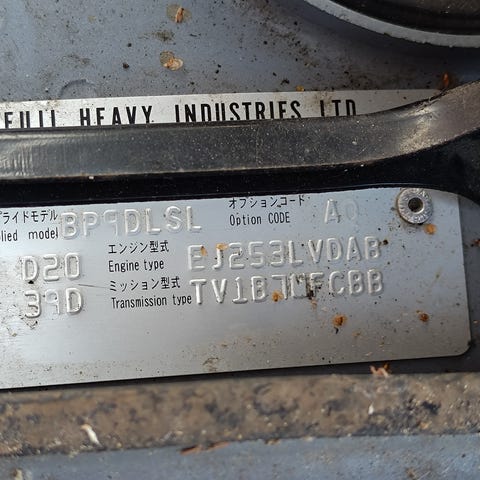 FUJI HEAVY INDUSTRIES LTD
プライドモデル オプションコード
plied model BP9DLSL Option CODE
エンジン型式
D20 Engine type EJ253LVDAB
ミッション型式
39D Transmission type